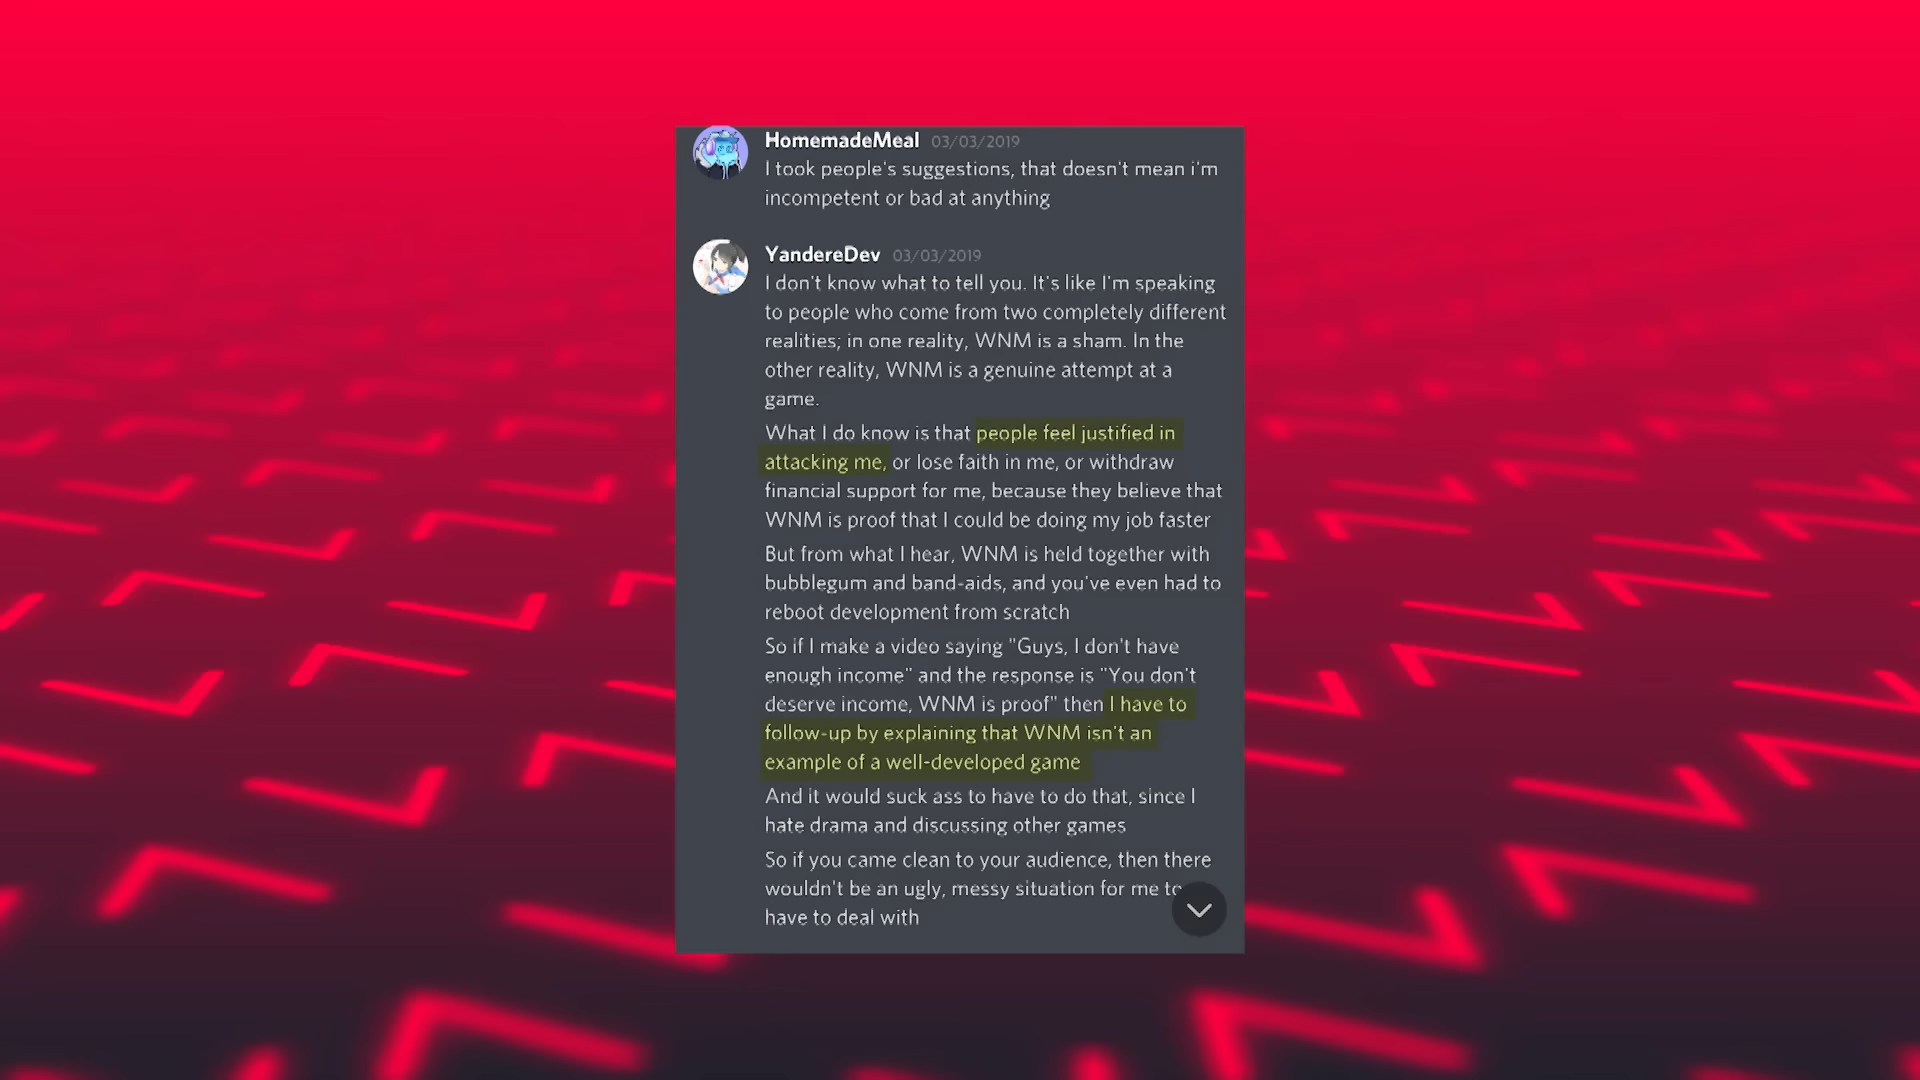 HomemadeMeal 03/03/2019
I took people's suggestions, that doesn't mean i'm
incompetent or bad at anything
YandereDev 03/03/2019
I don't know what to tell you. It's like I'm speaking
to people who come from two completely different
realities; in one reality, WNM is a sham. In the
other reality, WNM is a genuine attempt at a
game.
What I do know is that people feel justified in
attacking me, or lose faith in me, or withdraw
financial support for me, because they believe that
WNM is proof that I could be doing my job faster
But from what I hear, WNM is held together with
bubblegum and band-aids, and you've even had to
reboot development from scratch
So if I make a video saying "Guys, I don't have
enough income" and the response is "You don't
deserve income, WNM is proof" then I have to
follow-up by explaining that WNM isn't an
example of a well-developed game
And it would suck ass to have to do that, since I
hate drama and discussing other games
So if you came clean to your audience, then there
wouldn't be an ugly, messy situation for me to
have to deal with